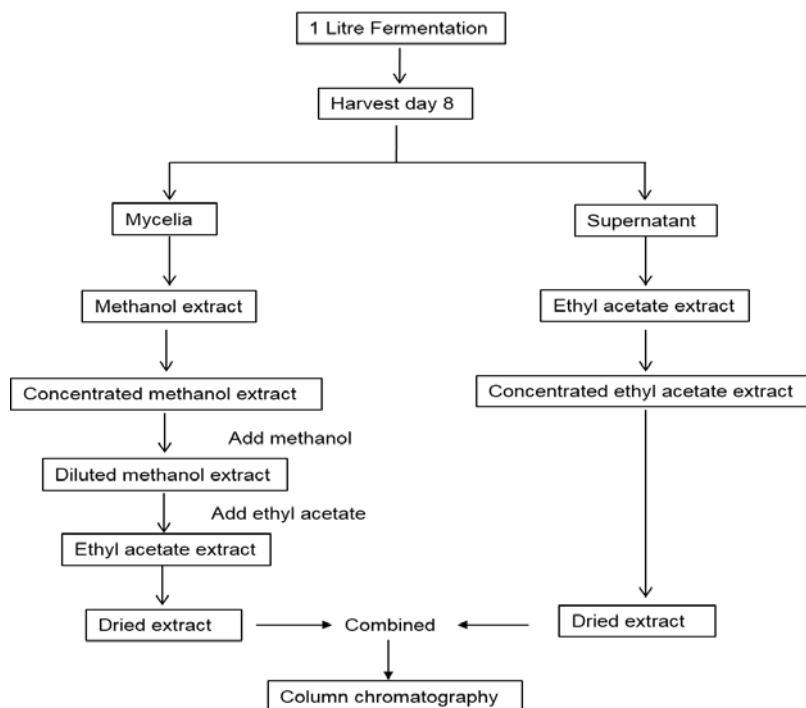 1 Litre Fermentation
Harvest day 8
Mycelia
Supernatant
Methanol extract
Ethyl acetate extract
Concentrated methanol extract
Concentrated ethyl acetate extract
Add methanol
Diluted methanol extract
Add ethyl acetate
Ethyl acetate extract
Dried extract
Combined
Dried extract
Column chromatography